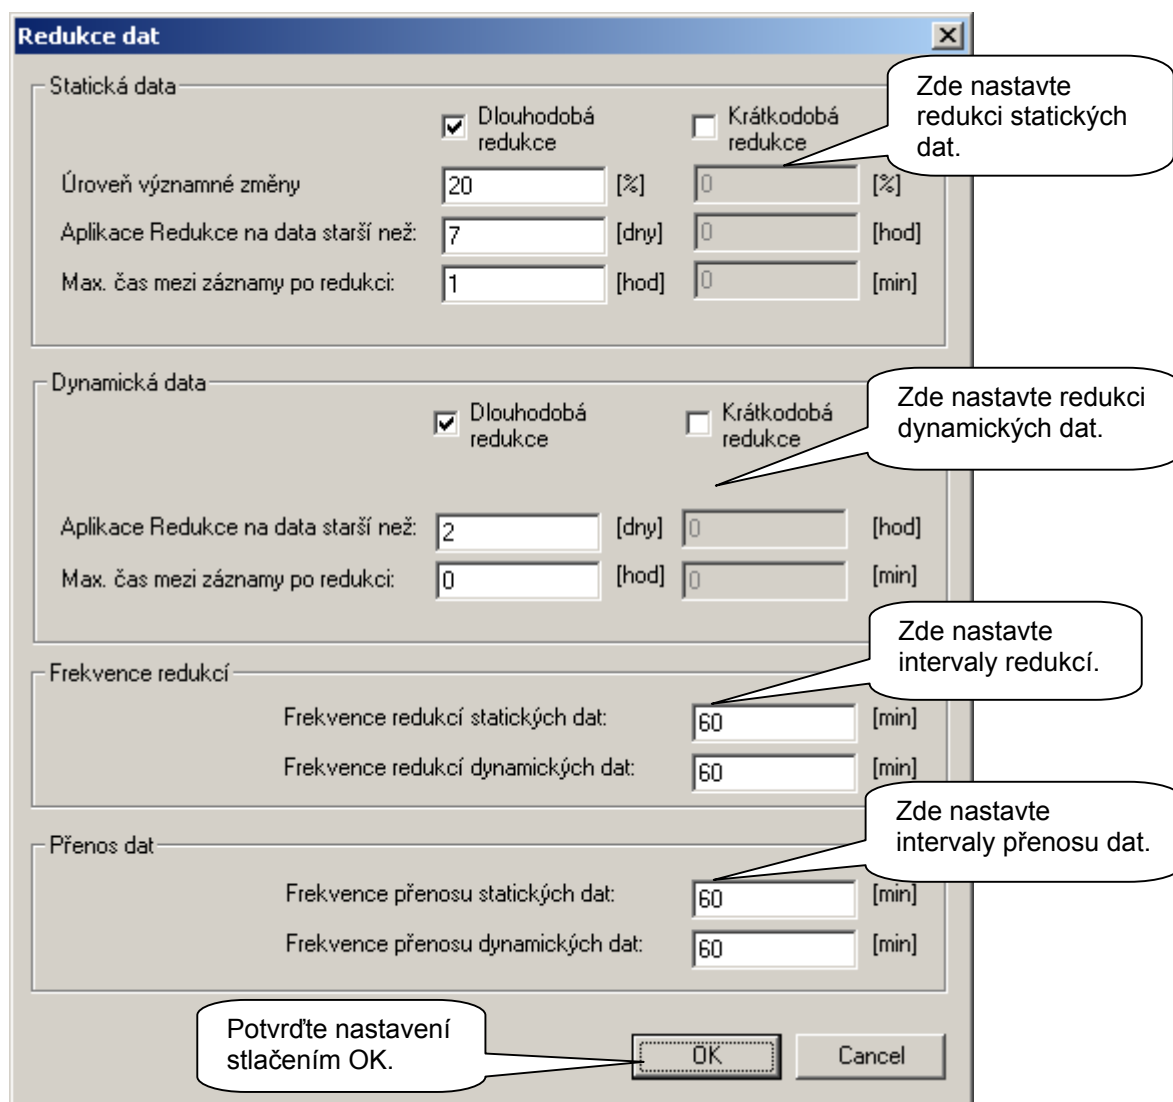 Redukce dat
Statická data
Zde nastavte
redukci statických
dat.
Dlouhodobá
redukce
Krátkodobá
redukce
Úroveň významné změny 20 [%] 0 [%]
Aplikace Redukce na data starší než: 7 [dny] 0 [hod]
Max. čas mezi záznamy po redukci: 1 [hod] 0 [min]
Dynamická data
Zde nastavte redukci
dynamických dat.
Dlouhodobá
redukce
Krátkodobá
redukce
Aplikace Redukce na data starší než: 2 [dny] 0 [hod]
Max. čas mezi záznamy po redukci: 0 [hod] 0 [min]
Zde nastavte
intervaly redukcí.
Frekvence redukcí
Frekvence redukcí statických dat: 60 [min]
Frekvence redukcí dynamických dat: 60 [min]
Zde nastavte
intervaly přenosu dat.
Přenos dat
Frekvence přenosu statických dat: 60 [min]
Frekvence přenosu dynamických dat: 60 [min]
Potvrďte nastavení
stlačením OK.
OK Cancel